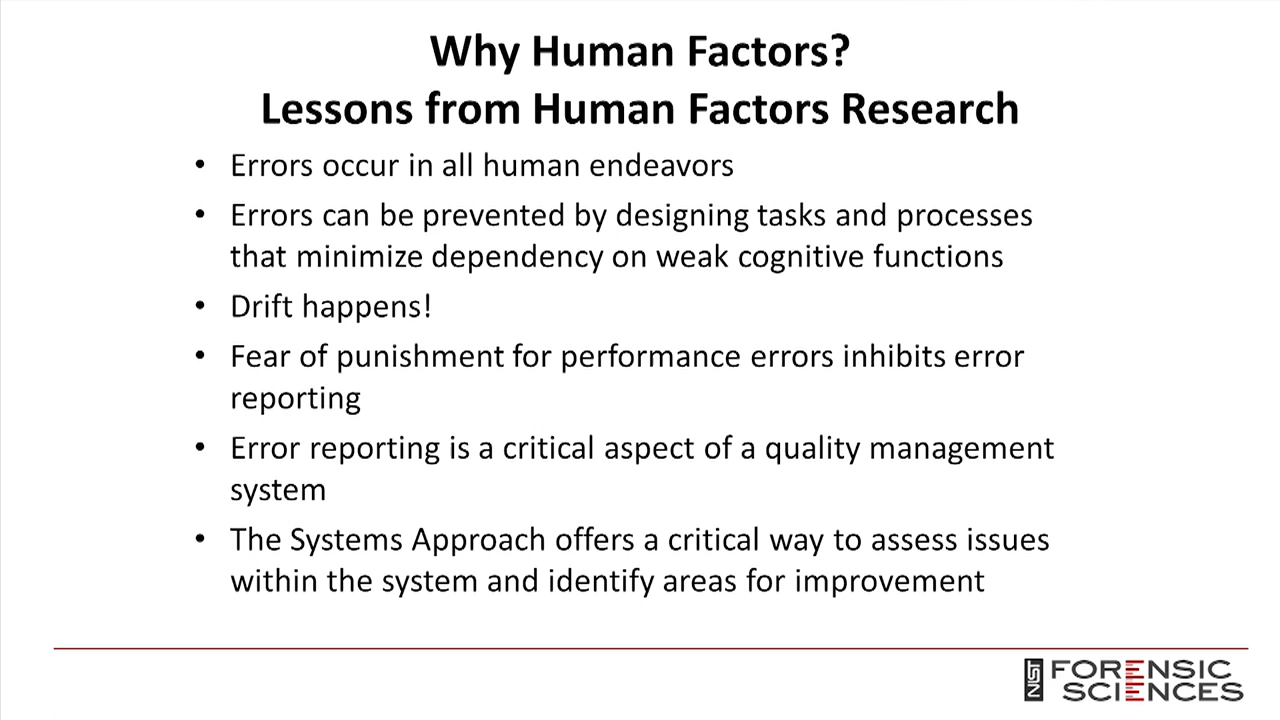 Why Human Factors?
Lessons from Human Factors Research
• Errors occur in all human endeavors
• Errors can be prevented by designing tasks and processes
that minimize dependency on weak cognitive functions
• Drift happens!
• Fear of punishment for performance errors inhibits error
reporting
• Error reporting is a critical aspect of a quality management
system
• The Systems Approach offers a critical way to assess issues
within the system and identify areas for improvement
NIST
FORENSIC
SCIENCES